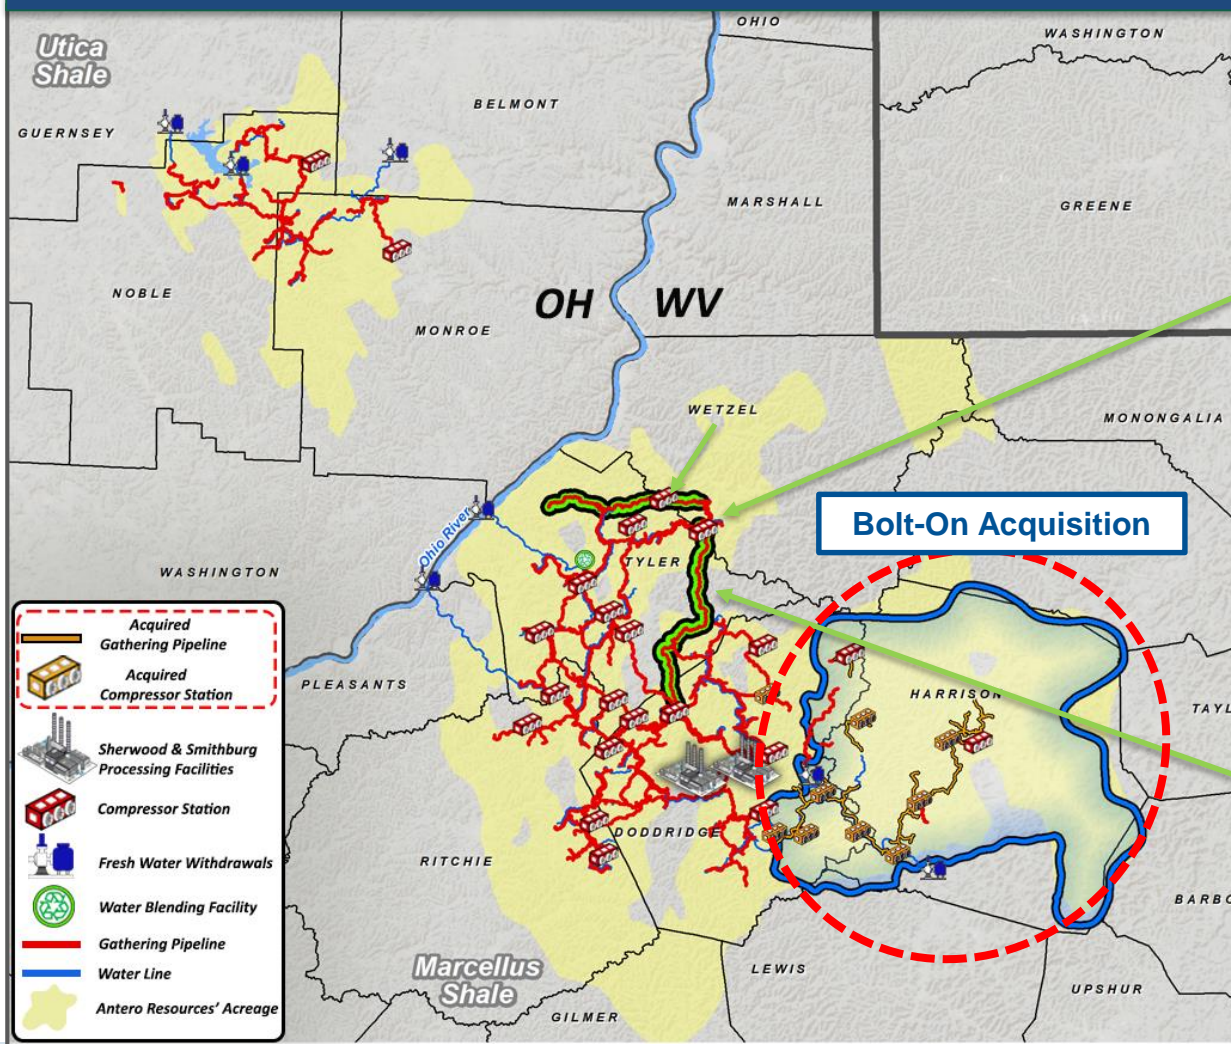 OHIO
WASHINGTON
Utica
Shale
BELMONT
GUERNSEY
MARSHALL
GREENE
NOBLE
OH
WV
MONROE
WETZEL
MONONGALIA
Bolt-On Acquisition
Ohio River
TYLER
WASHINGTON
PLEASANTS
HARRISON
TAYL
DODDRIDGE
RITCHIE
BARBO
Marcellus
Shale
LEWIS
UPSHUR
GILMER
Acquired
Gathering Pipeline
Acquired
Compressor Station
Sherwood & Smithburg
Processing Facilities
Compressor Station
Fresh Water Withdrawals
Water Blending Facility
Gathering Pipeline
Water Line
Antero Resources' Acreage